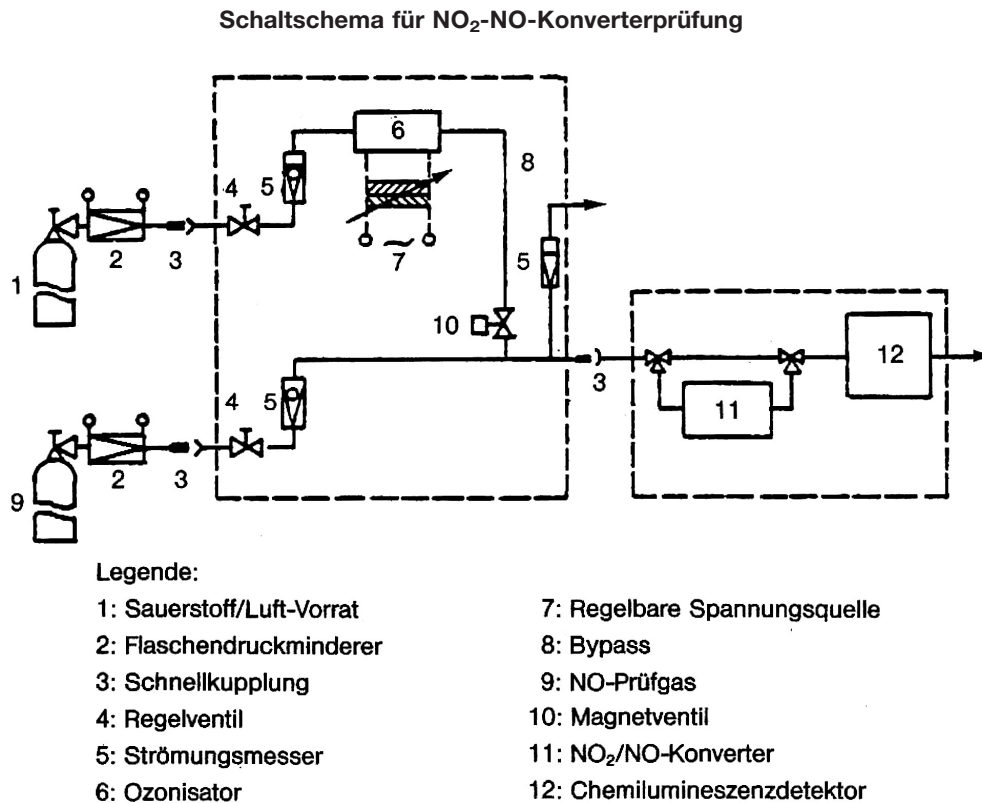 Schaltschema für NO₂-NO-Konverterprüfung
6
4
5
8
2
3
7
5
1
10
12
4
5
3
11
2
3
9
Legende:
1: Sauerstoff/Luft-Vorrat
2: Flaschendruckminderer
3: Schnellkupplung
4: Regelventil
5: Strömungsmesser
6: Ozonisator
7: Regelbare Spannungsquelle
8: Bypass
9: NO-Prüfgas
10: Magnetventil
11: NO₂/NO-Konverter
12: Chemilumineszenzdetektor